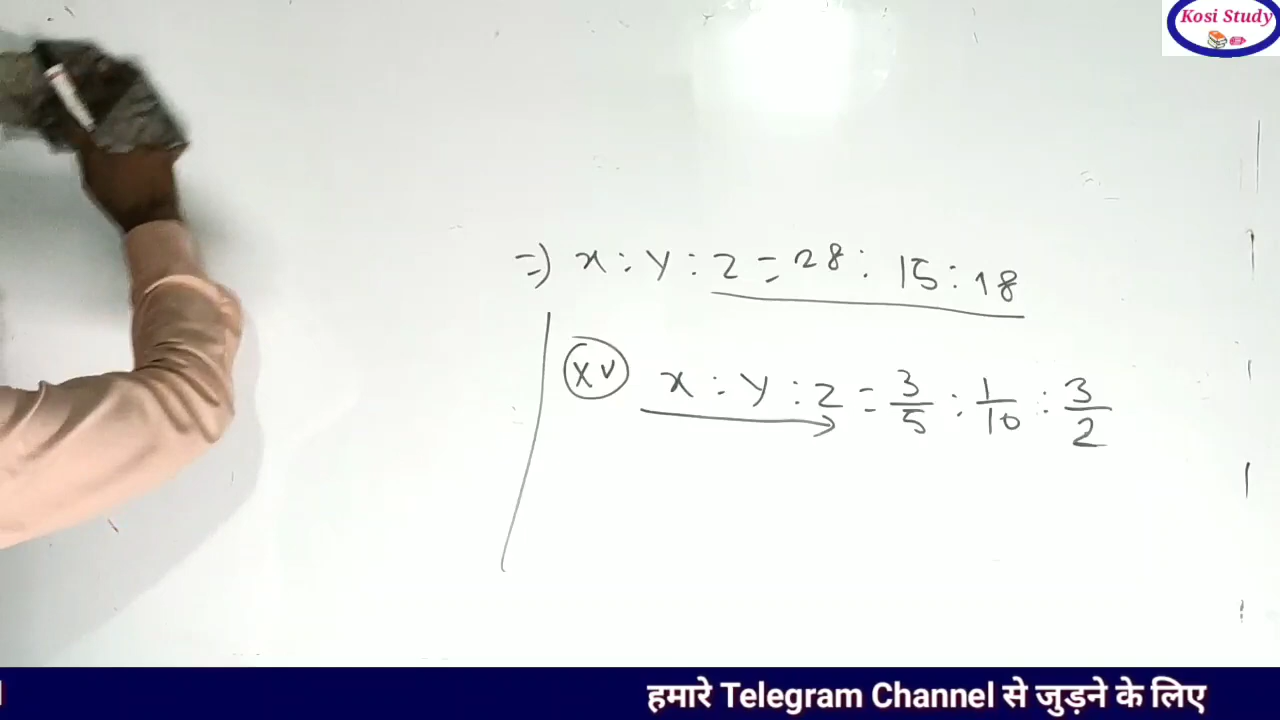 Kosi Study
=) x : y : z = 28 : 15 : 18
(xv) x : y : z = 3/5 : 1/10 : 3/2
हमारे Telegram Channel से जुड़ने के लिए